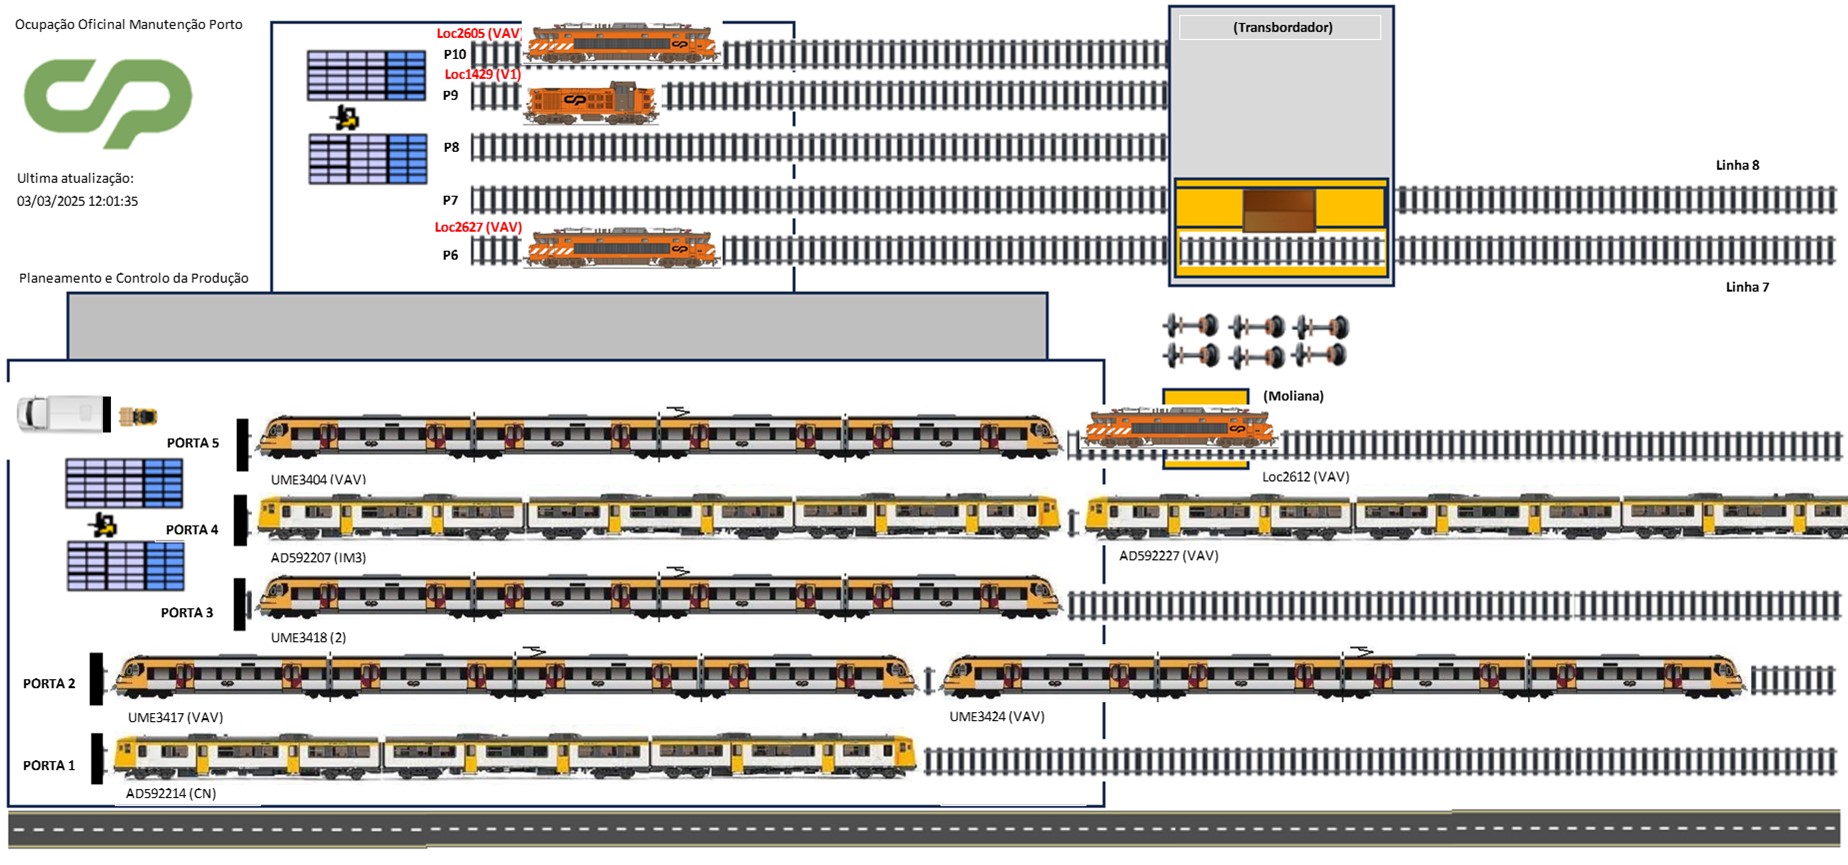 Ocupação Oficinal Manutenção Porto
CP
Ultima atualização:
03/03/2025 12:01:35
Planeamento e Controlo da Produção
Loc2605 (VAV)
P10
Loc1429 (V1)
P9
P8
P7
Loc2627 (VAV)
P6
(Transbordador)
Linha 8
Linha 7
(Moliana)
PORTA 5
UME3404 (VAV)
Loc2612 (VAV)
PORTA 4
AD592207 (IM3)
AD592227 (VAV)
PORTA 3
UME3418 (2)
PORTA 2
UME3417 (VAV)
UME3424 (VAV)
PORTA 1
AD592214 (CN)